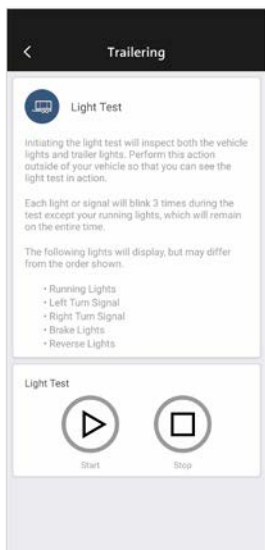 Trailering
Light Test
Initiating the light test will inspect both the vehicle
lights and trailer lights. Perform this action
outside of your vehicle so that you can see the
light test in action.
Each light or signal will blink 3 times during the
test except your running lights, which will remain
on the entire time.
The following lights will display, but may differ
from the order shown.
• Running Lights
• Left Turn Signal
• Right Turn Signal
• Brake Lights
• Reverse Lights
Light Test
Start Stop